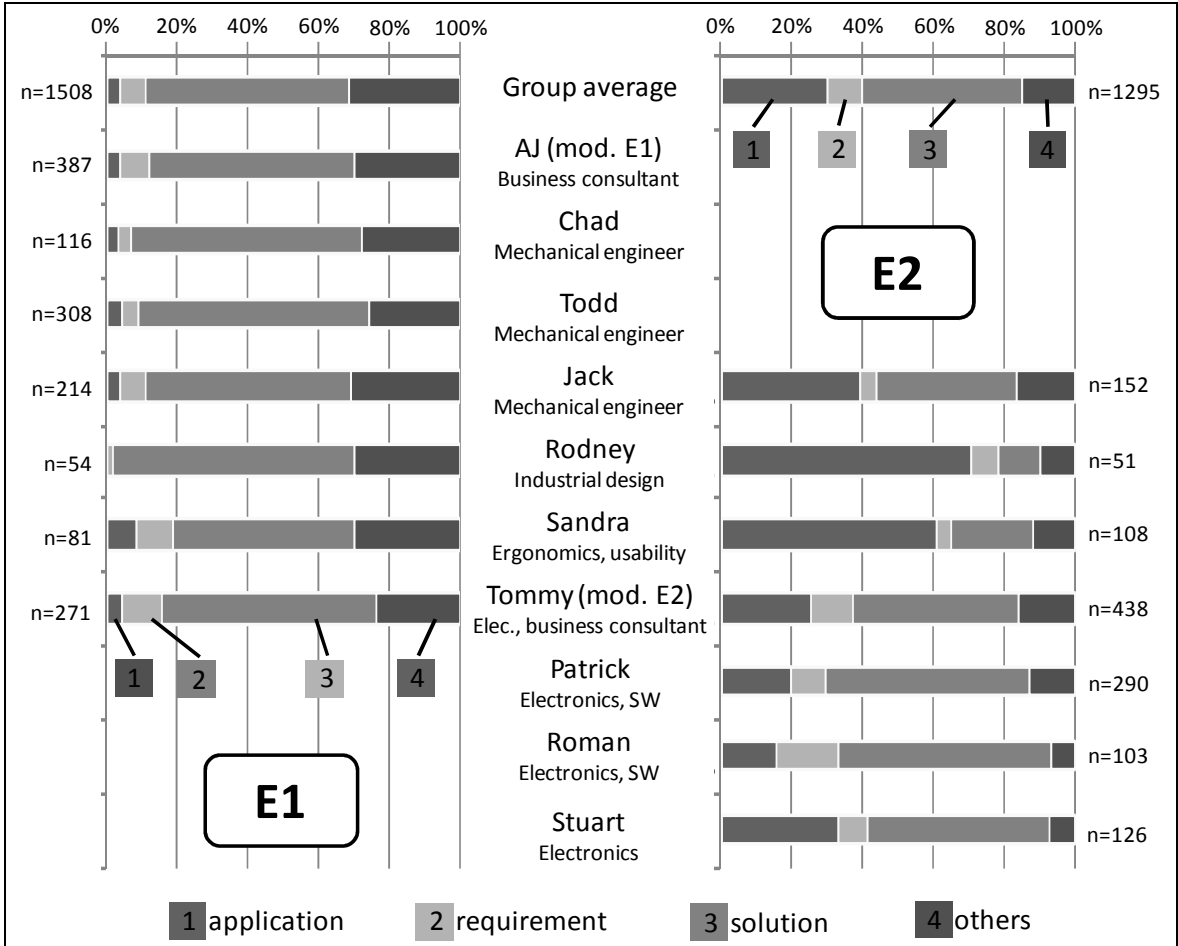 0% 20% 40% 60% 80% 100% 0% 20% 40% 60% 80% 100%
n=1508 Group average n=1295
1 2 3 4
n=387 AJ (mod. E1)
Business consultant
n=116 Chad
Mechanical engineer
E2
n=308 Todd
Mechanical engineer
n=214 Jack n=152
Mechanical engineer
n=54 Rodney n=51
Industrial design
n=81 Sandra n=108
Ergonomics, usability
n=271 Tommy (mod. E2) n=438
Elec., business consultant
1 2 3 4
Patrick n=290
Electronics, SW
Roman n=103
Electronics, SW
E1
Stuart n=126
Electronics
1 application 2 requirement 3 solution 4 others